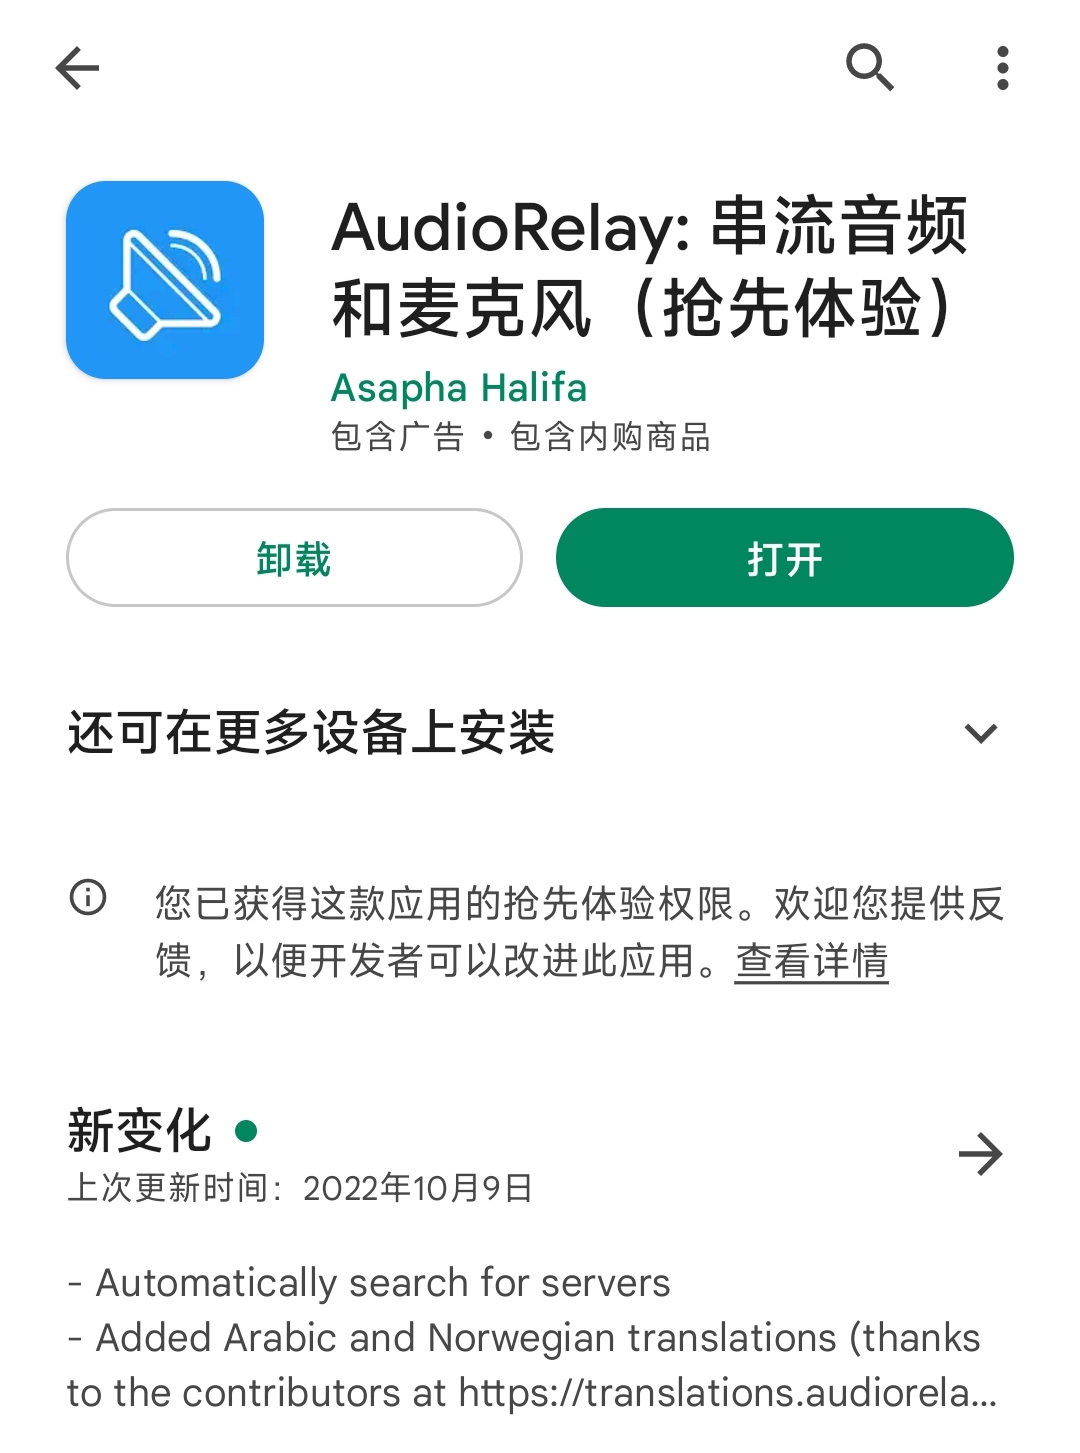 AudioRelay: 串流音频
和麦克风（抢先体验）
Asapha Halifa
包含广告 • 包含内购商品
卸载
打开
还可在更多设备上安装
您已获得这款应用的抢先体验权限。欢迎您提供反
馈，以便开发者可以改进此应用。查看详情
新变化
上次更新时间：2022年10月9日
- Automatically search for servers
- Added Arabic and Norwegian translations (thanks
to the contributors at https://translations.audiorela...